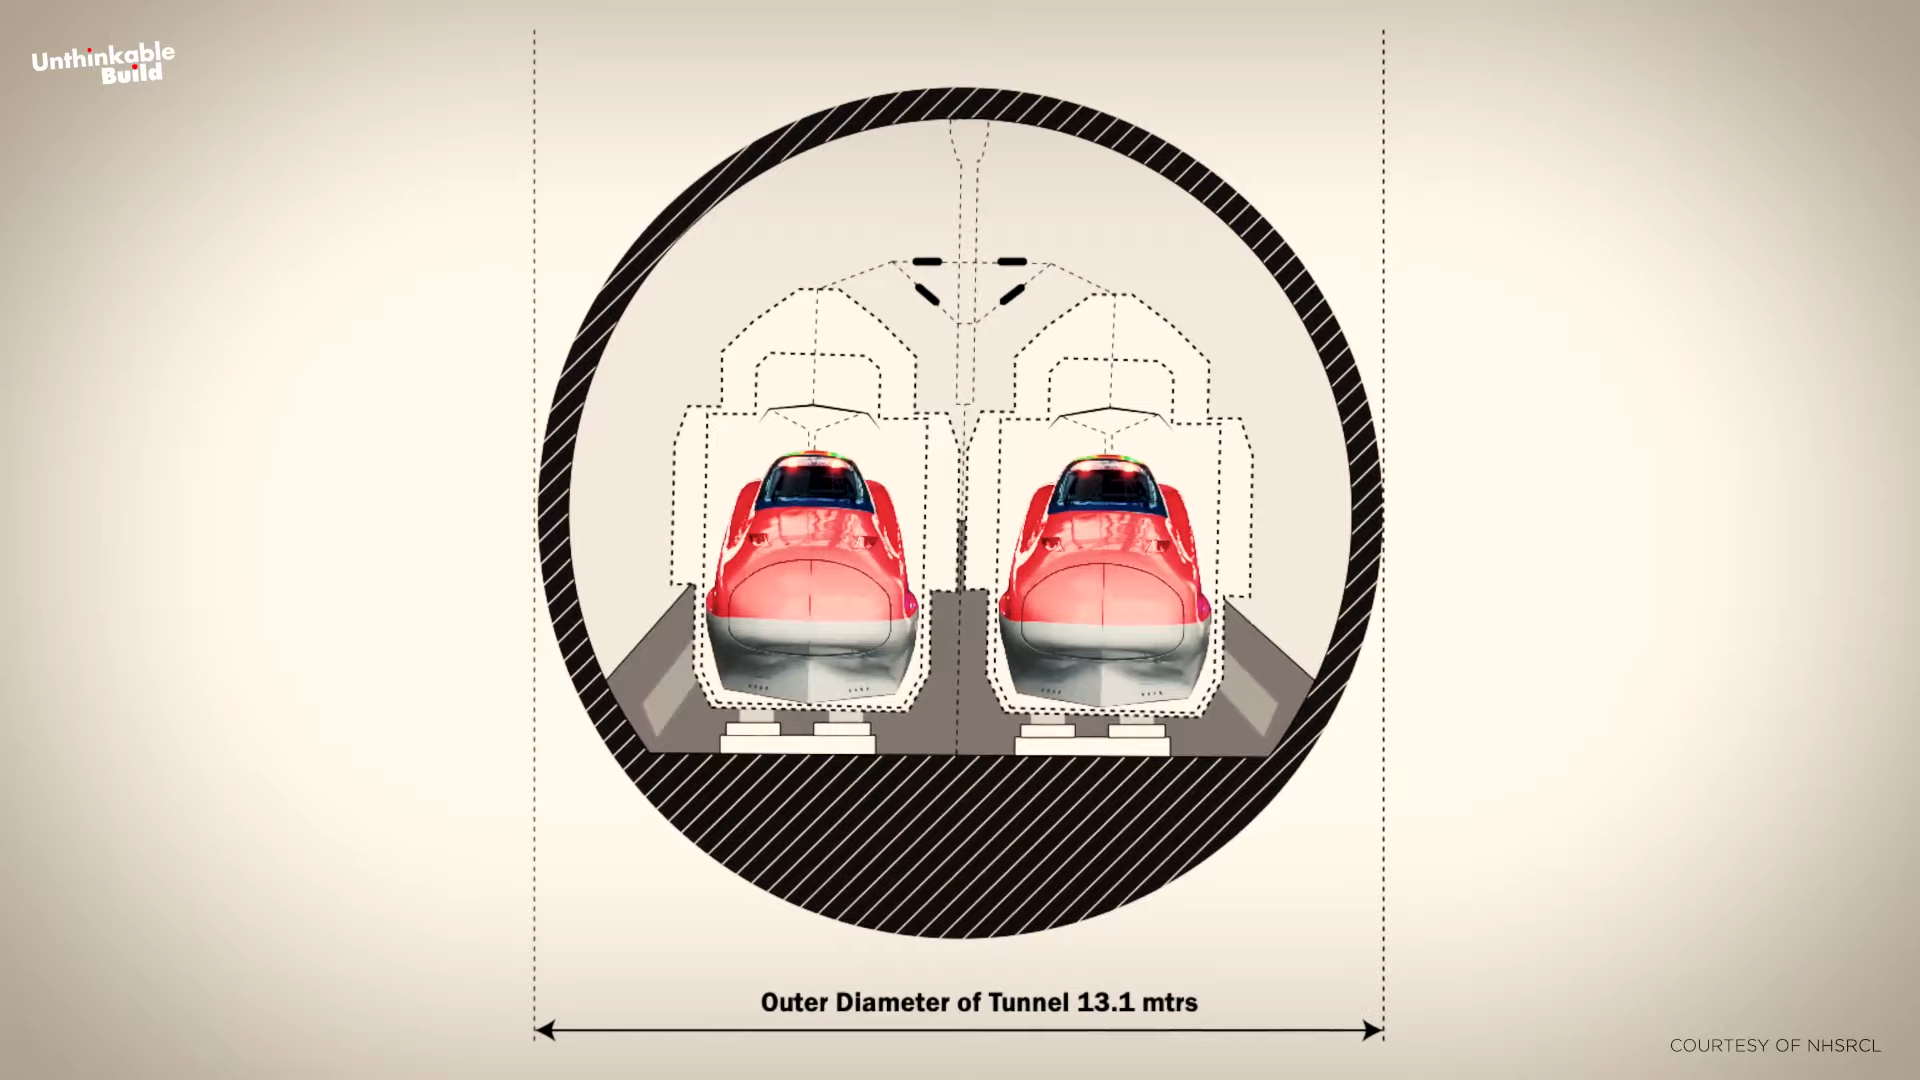 Unthinkable
Build
Outer Diameter of Tunnel 13.1 mtrs
COURTESY OF NHSRCL